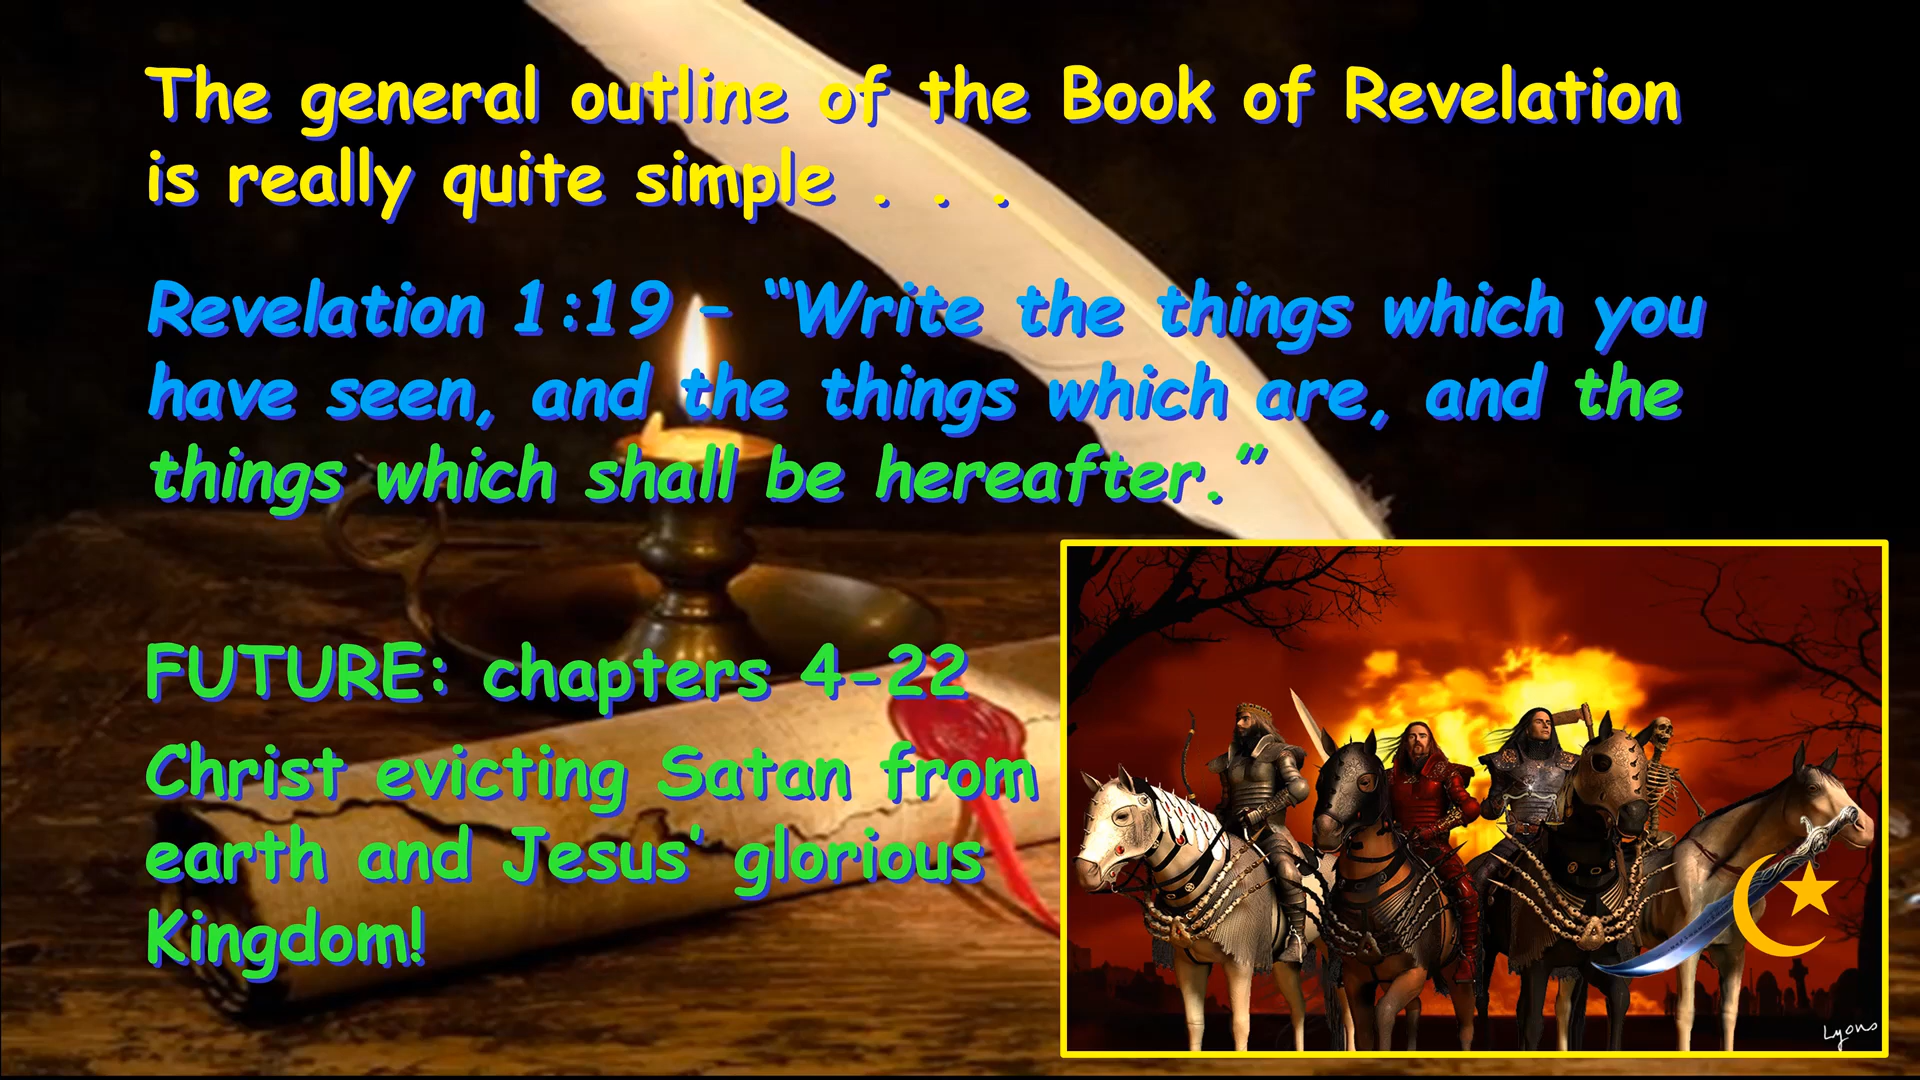 The general outline of the Book of Revelation
is really quite simple . . .
Revelation 1:19 – “Write the things which you
have seen, and the things which are, and the
things which shall be hereafter.”
FUTURE: chapters 4-22
Christ evicting Satan from
earth and Jesus’ glorious
Kingdom!
Lyons